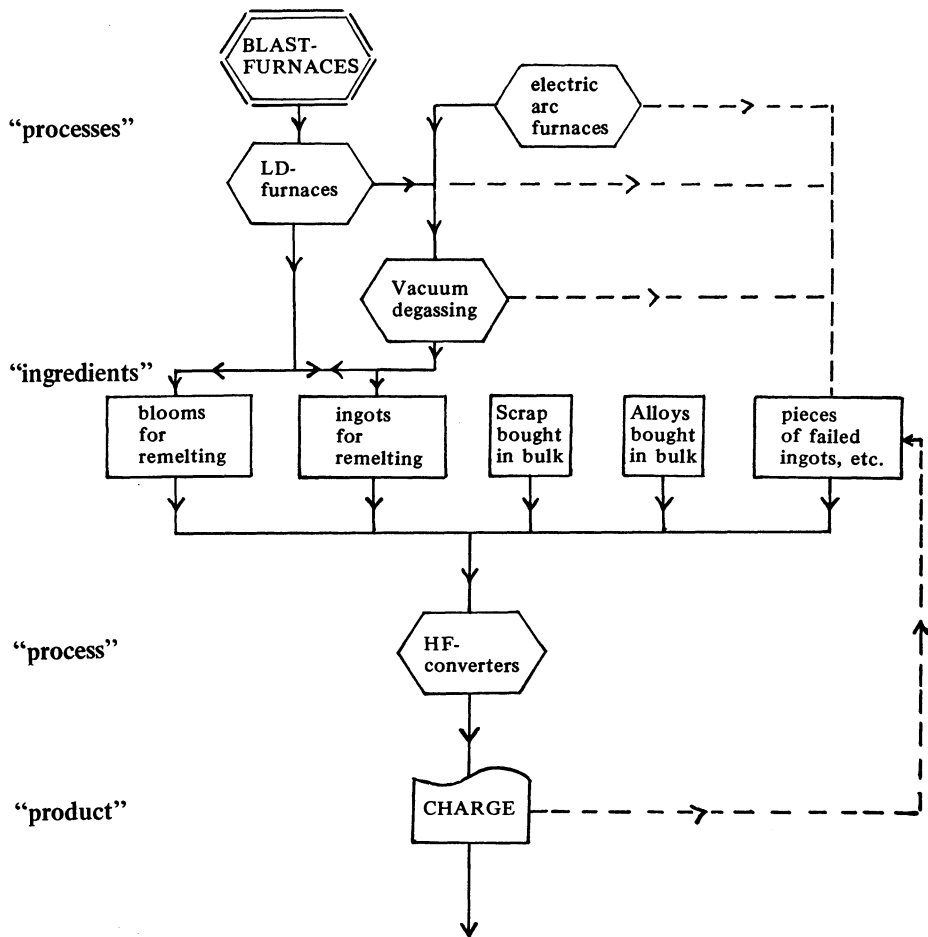 BLAST-
FURNACES
electric
arc
furnaces
“processes”
LD-
furnaces
Vacuum
degassing
“ingredients”
blooms
for
remelting
ingots
for
remelting
Scrap
bought
in bulk
Alloys
bought
in bulk
pieces
of failed
ingots, etc.
“process”
HF-
converters
“product”
CHARGE